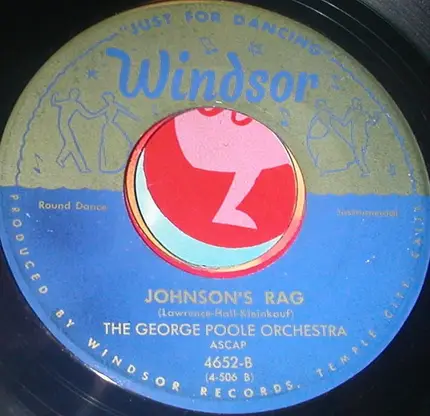 "JUST FOR DANCING"
Windsor
Round Dance
Instrumental
JOHNSON'S RAG
(Lawrence-Hall-Kleinkauf)
THE GEORGE POOLE ORCHESTRA
ASCAP
4652-B
(4-506 B)
PRODUCED BY WINDSOR RECORDS, TEMPLE CITY, CALIF.